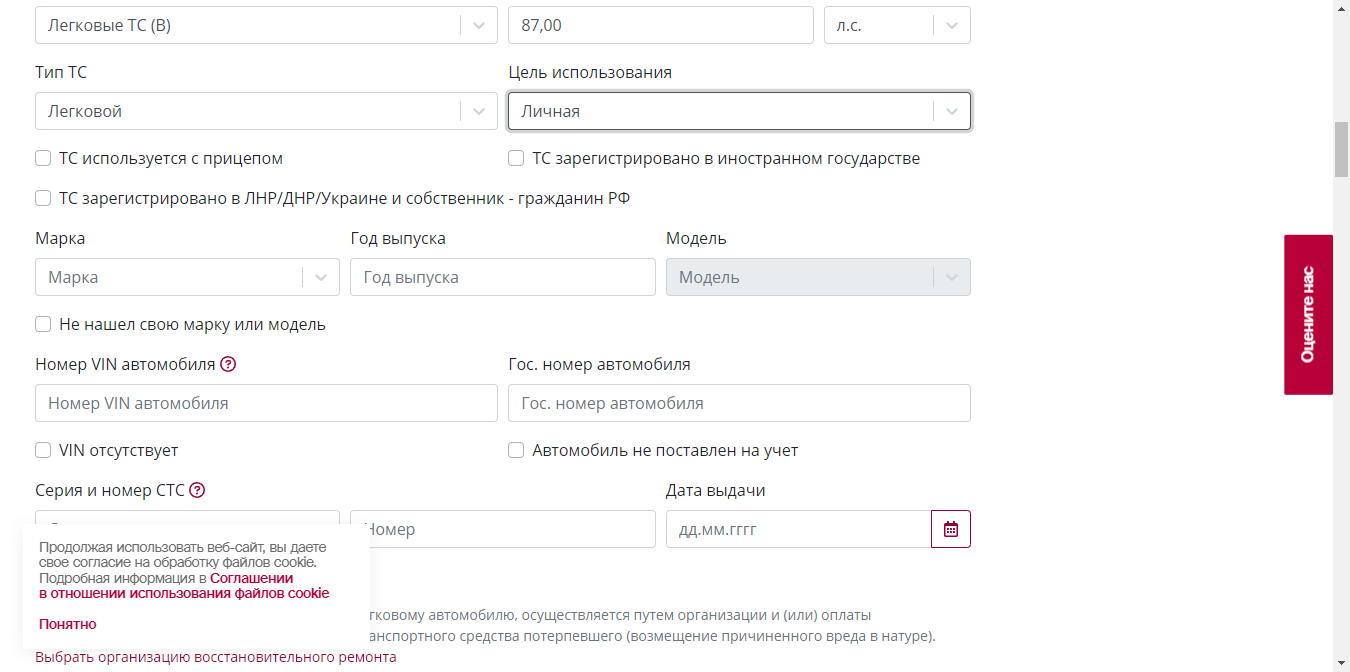 Легковые ТС (B)
87,00
л.с.
Тип ТС
Цель использования
Легковой
Личная
ТС используется с прицепом
ТС зарегистрировано в иностранном государстве
ТС зарегистрировано в ЛНР/ДНР/Украине и собственник - гражданин РФ
Марка
Год выпуска
Модель
Марка
Год выпуска
Модель
Не нашел свою марку или модель
Номер VIN автомобиля
Гос. номер автомобиля
Номер VIN автомобиля
Гос. номер автомобиля
VIN отсутствует
Автомобиль не поставлен на учет
Серия и номер СТС
Дата выдачи
Номер
дд.мм.гггг
Продолжая использовать веб-сайт, вы даете
свое согласие на обработку файлов cookie.
Подробная информация в Соглашении
в отношении использования файлов cookie
Понятно
автомобилю, осуществляется путем организации и (или) оплаты
средства потерпевшего (возмещение причиненного вреда в натуре).
Выбрать организацию восстановительного ремонта
Оцените нас